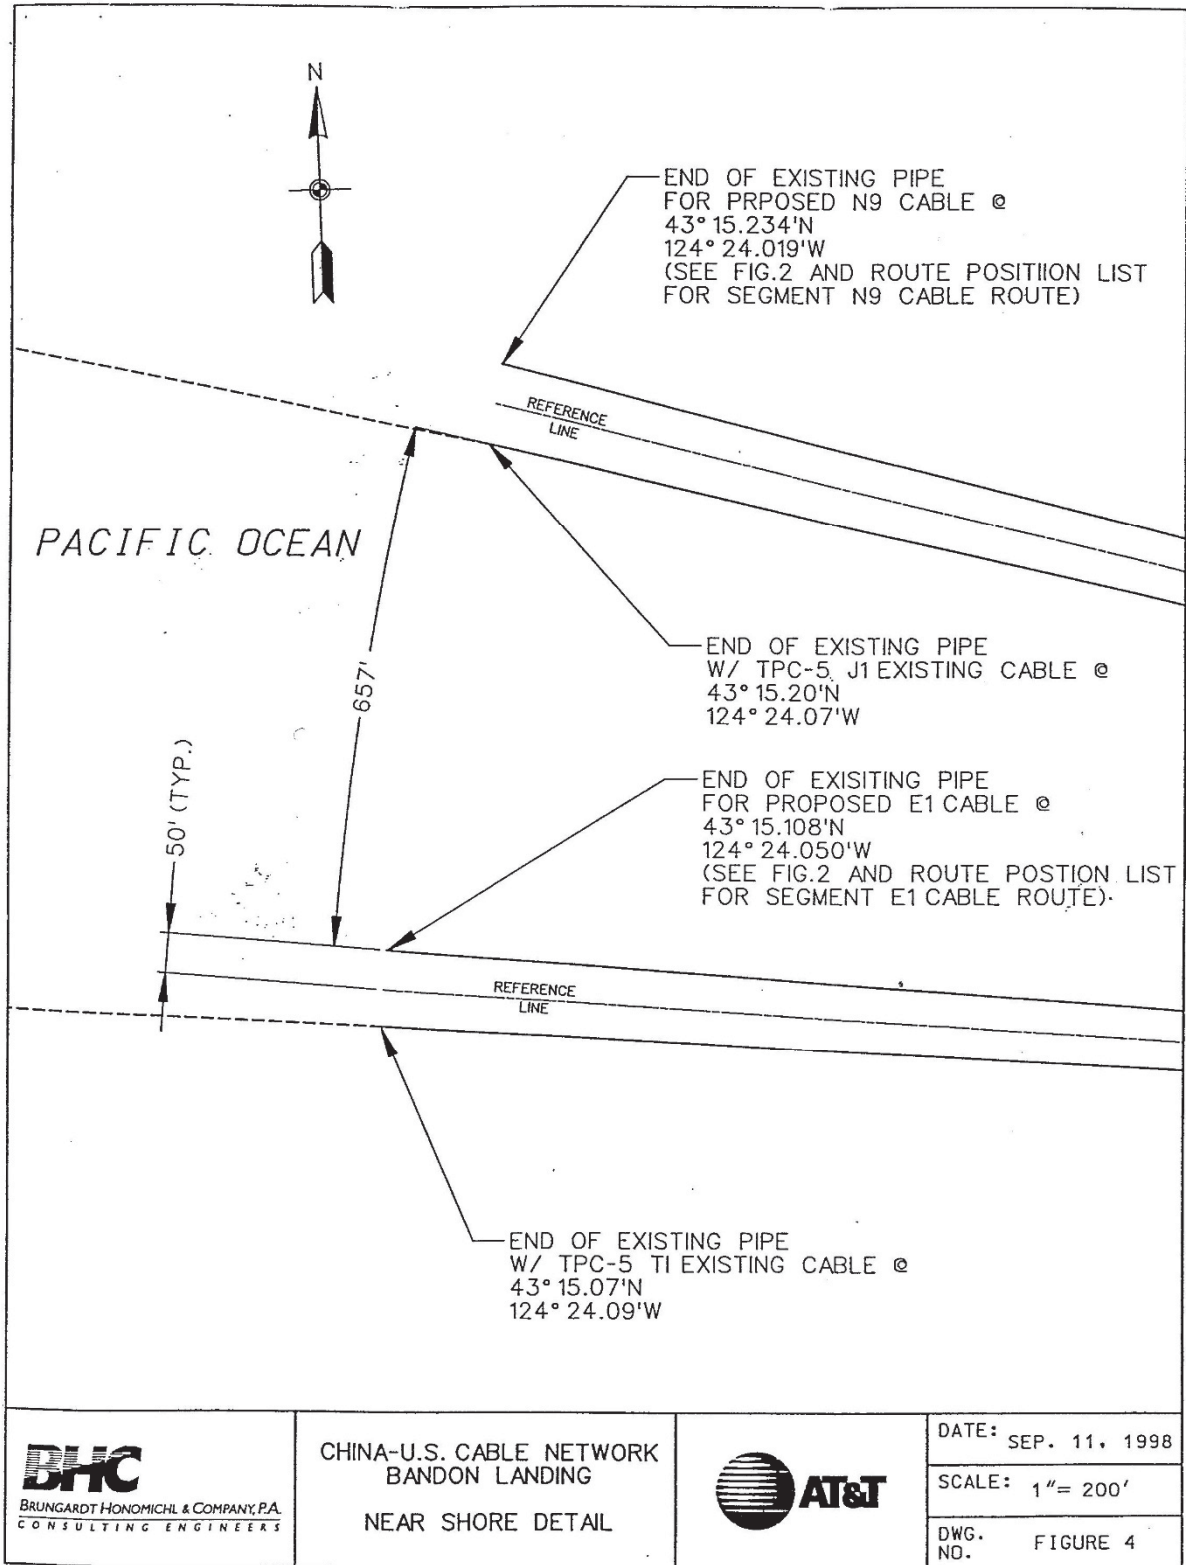 N
END OF EXISTING PIPE
FOR PRPOSED N9 CABLE @
43° 15.234'N
124° 24.019'W
(SEE FIG.2 AND ROUTE POSITIION LIST
FOR SEGMENT N9 CABLE ROUTE)
REFERENCE
LINE
PACIFIC OCEAN
657'
END OF EXISTING PIPE
W/ TPC-5 J1 EXISTING CABLE @
43° 15.20'N
124° 24.07'W
50' (TYP.)
END OF EXISITING PIPE
FOR PROPOSED E1 CABLE @
43° 15.108'N
124° 24.050'W
(SEE FIG.2 AND ROUTE POSTION LIST
FOR SEGMENT E1 CABLE ROUTE)
REFERENCE
LINE
END OF EXISTING PIPE
W/ TPC-5 T1 EXISTING CABLE @
43° 15.07'N
124° 24.09'W
BHC
BRUNGARDT HONOMICHL & COMPANY, P.A.
CONSULTING ENGINEERS
CHINA-U.S. CABLE NETWORK
BANDON LANDING
NEAR SHORE DETAIL
AT&T
DATE: SEP. 11, 1998
SCALE: 1"= 200'
DWG.
NO. FIGURE 4